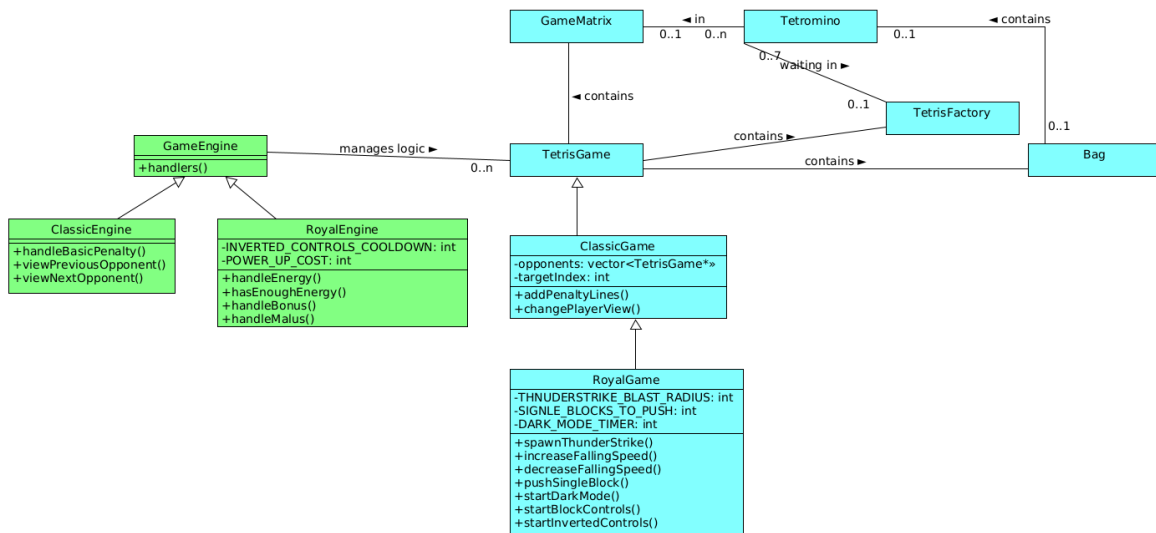 GameMatrix
◄ in
Tetromino
◄ contains
0..1
0..n
0..1
0..7
waiting in ►
◄ contains
0..1
TetrisFactory
contains ►
0..1
GameEngine
+handlers()
manages logic ►
0..n
TetrisGame
contains ►
Bag
ClassicEngine
+handleBasicPenalty()
+viewPreviousOpponent()
+viewNextOpponent()
RoyalEngine
-INVERTED_CONTROLS_COOLDOWN: int
-POWER_UP_COST: int
+handleEnergy()
+hasEnoughEnergy()
+handleBonus()
+handleMalus()
ClassicGame
-opponents: vector<TetrisGame*»
-targetIndex: int
+addPenaltyLines()
+changePlayerView()
RoyalGame
-THNUDERSTRIKE_BLAST_RADIUS: int
-SIGNLE_BLOCKS_TO_PUSH: int
-DARK_MODE_TIMER: int
+spawnThunderStrike()
+increaseFallingSpeed()
+decreaseFallingSpeed()
+pushSingleBlock()
+startDarkMode()
+startBlockControls()
+startInvertedControls()